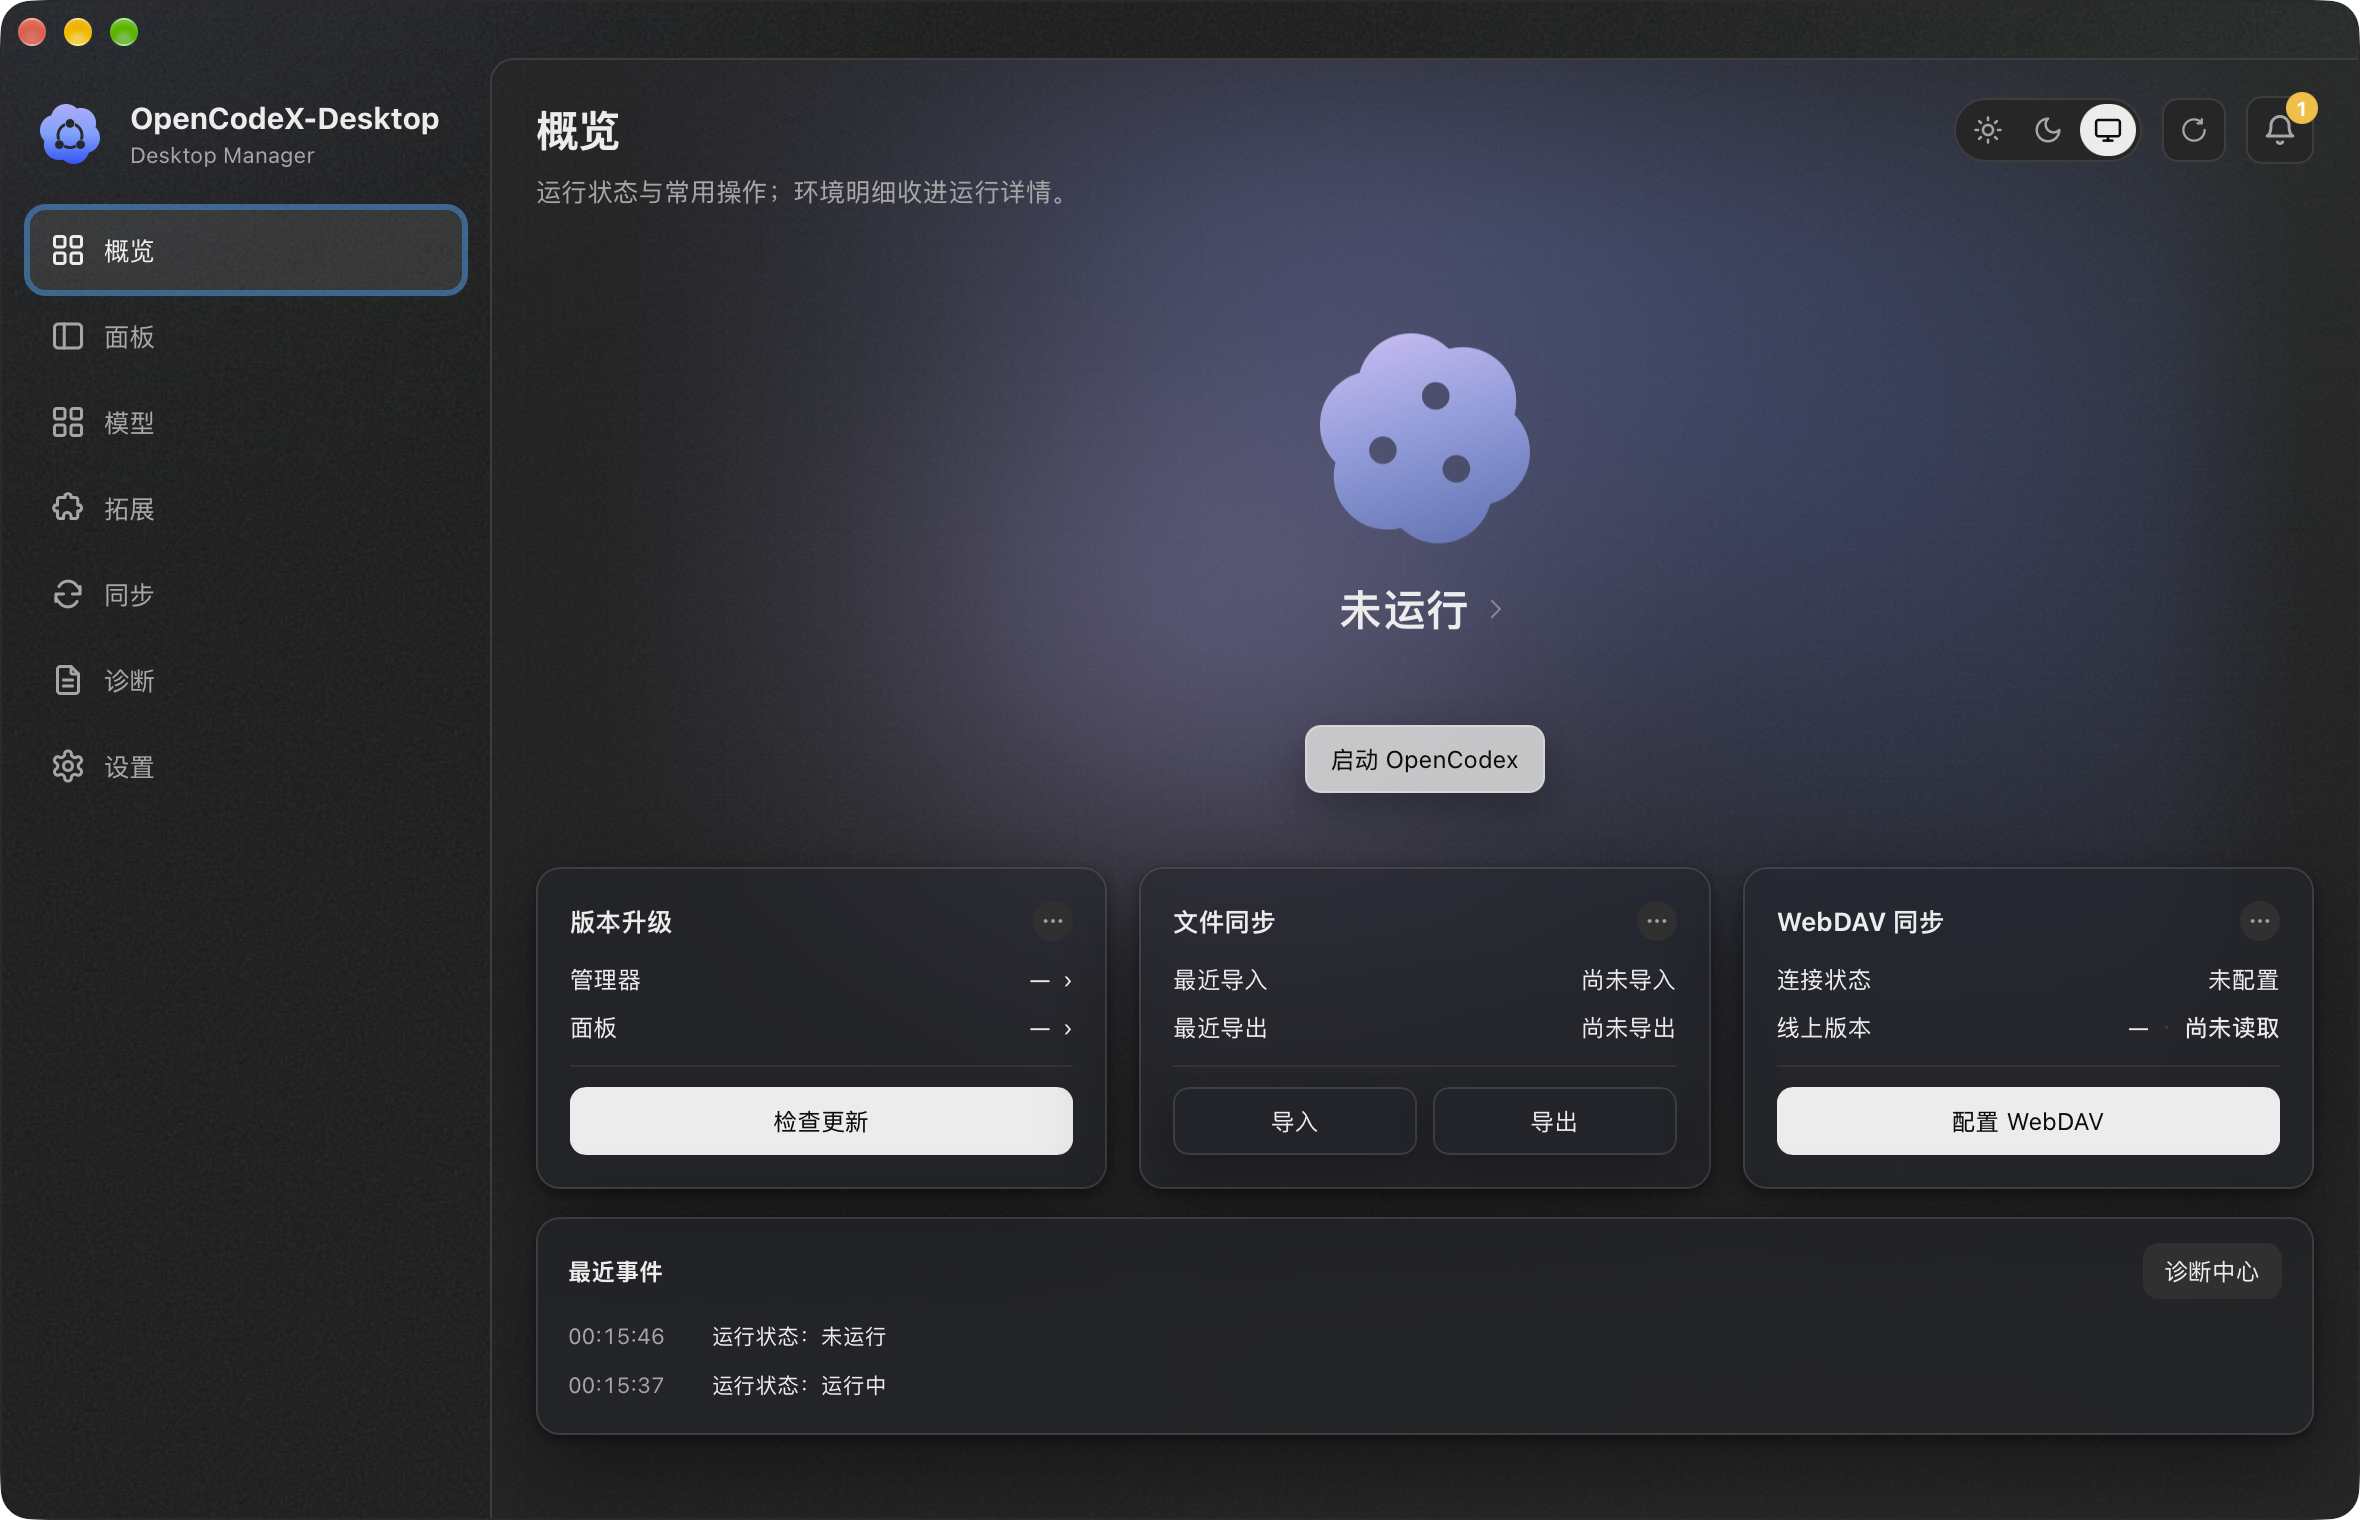 OpenCodeX-Desktop
Desktop Manager
概览
面板
模型
拓展
同步
诊断
设置
概览
运行状态与常用操作；环境明细收进运行详情。
1
未运行 ›
启动 OpenCodex
版本升级
管理器 — ›
面板 — ›
检查更新
文件同步
最近导入 尚未导入
最近导出 尚未导出
导入 导出
WebDAV 同步
连接状态 未配置
线上版本 — · 尚未读取
配置 WebDAV
最近事件 诊断中心
00:15:46 运行状态：未运行
00:15:37 运行状态：运行中